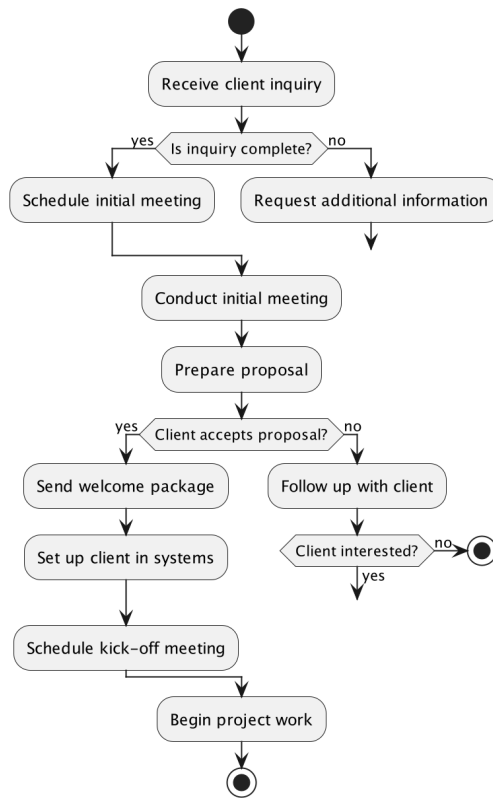 Receive client inquiry
yes
Is inquiry complete?
no
Schedule initial meeting
Request additional information
Conduct initial meeting
Prepare proposal
yes
Client accepts proposal?
no
Send welcome package
Follow up with client
Set up client in systems
Client interested?
no
yes
Schedule kick-off meeting
Begin project work